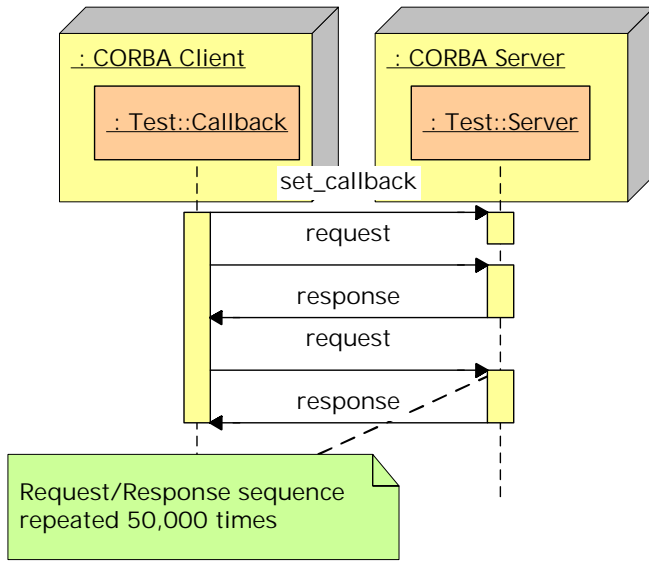 : CORBA Client
: CORBA Server
: Test::Callback
: Test::Server
set_callback
request
response
request
response
Request/Response sequence
repeated 50,000 times